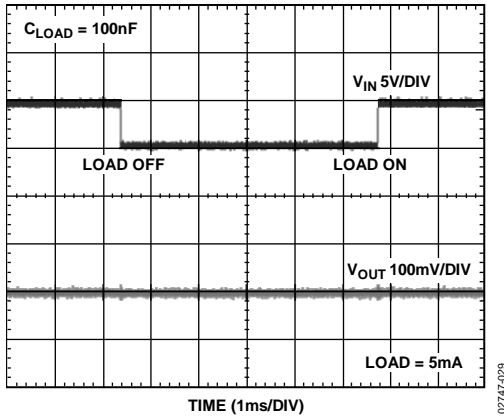 CLOAD = 100nF
VIN 5V/DIV
LOAD OFF
LOAD ON
VOUT 100mV/DIV
LOAD = 5mA
TIME (1ms/DIV)
02747-029